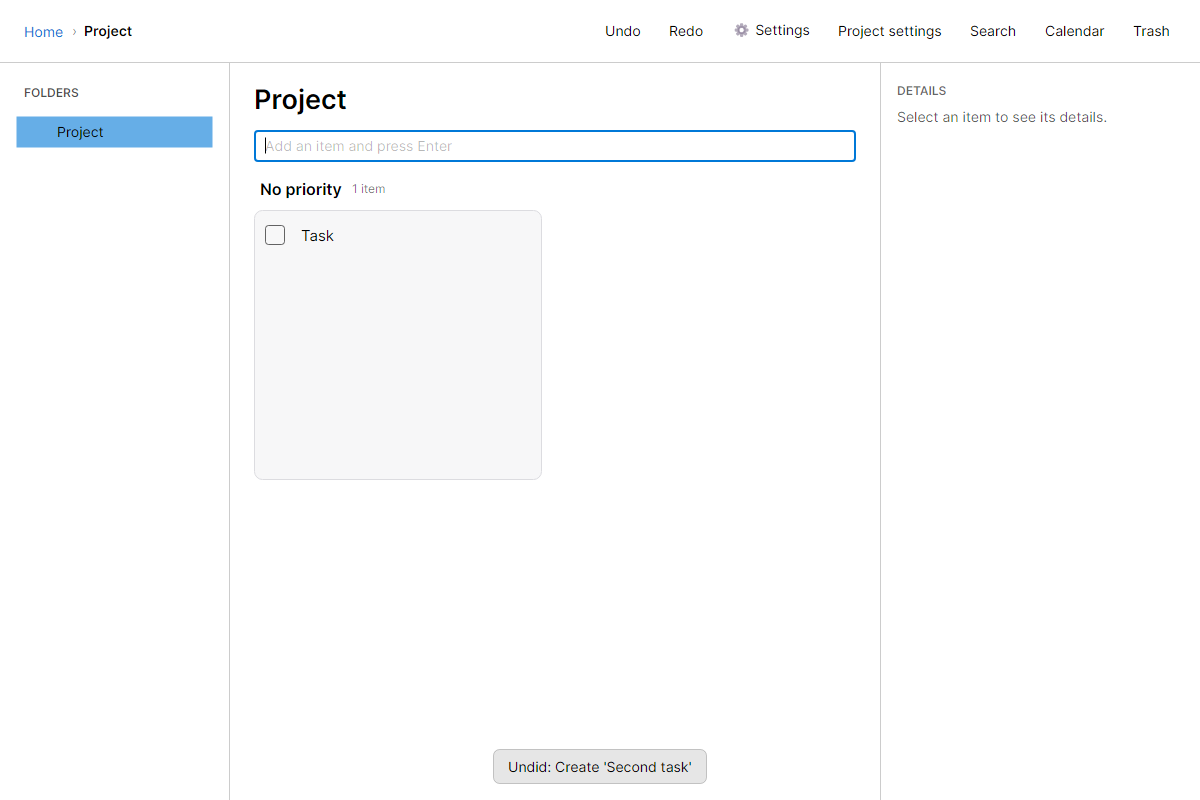 Home › Project
Undo Redo Settings Project settings Search Calendar Trash
FOLDERS
Project
Project
Add an item and press Enter
No priority 1 item
Task
DETAILS
Select an item to see its details.
Undid: Create 'Second task'